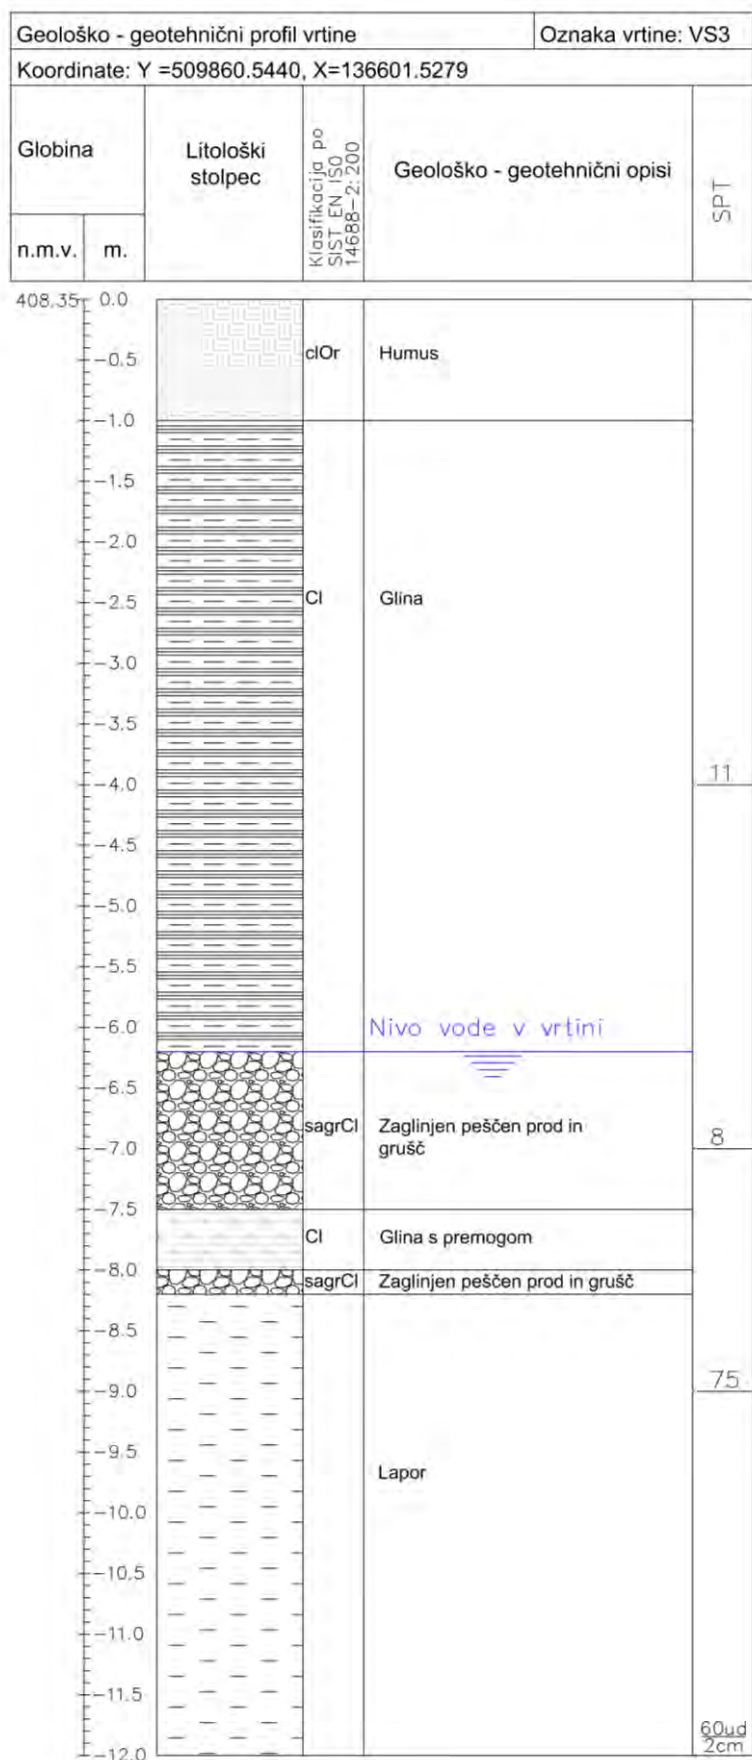 Geološko - geotehnični profil vrtine
Oznaka vrtine: VS3
Koordinate: Y =509860.5440, X=136601.5279
Globina
Litološki
stolpec
Klasifikacija po
SIST EN ISO
14688-2:200
Geološko - geotehnični opisi
SPT
n.m.v.
m.
408.35
0.0
-0.5
clOr
Humus
-1.0
-1.5
-2.0
-2.5
Cl
Glina
-3.0
-3.5
11
-4.0
-4.5
-5.0
-5.5
-6.0
Nivo vode v vrtini
-6.5
sagrCl
Zaglinjen peščen prod in
grušč
8
-7.0
-7.5
Cl
Glina s premogom
-8.0
sagrCl
Zaglinjen peščen prod in grušč
-8.5
75
-9.0
-9.5
Lapor
-10.0
-10.5
-11.0
-11.5
60ud
2cm
-12.0